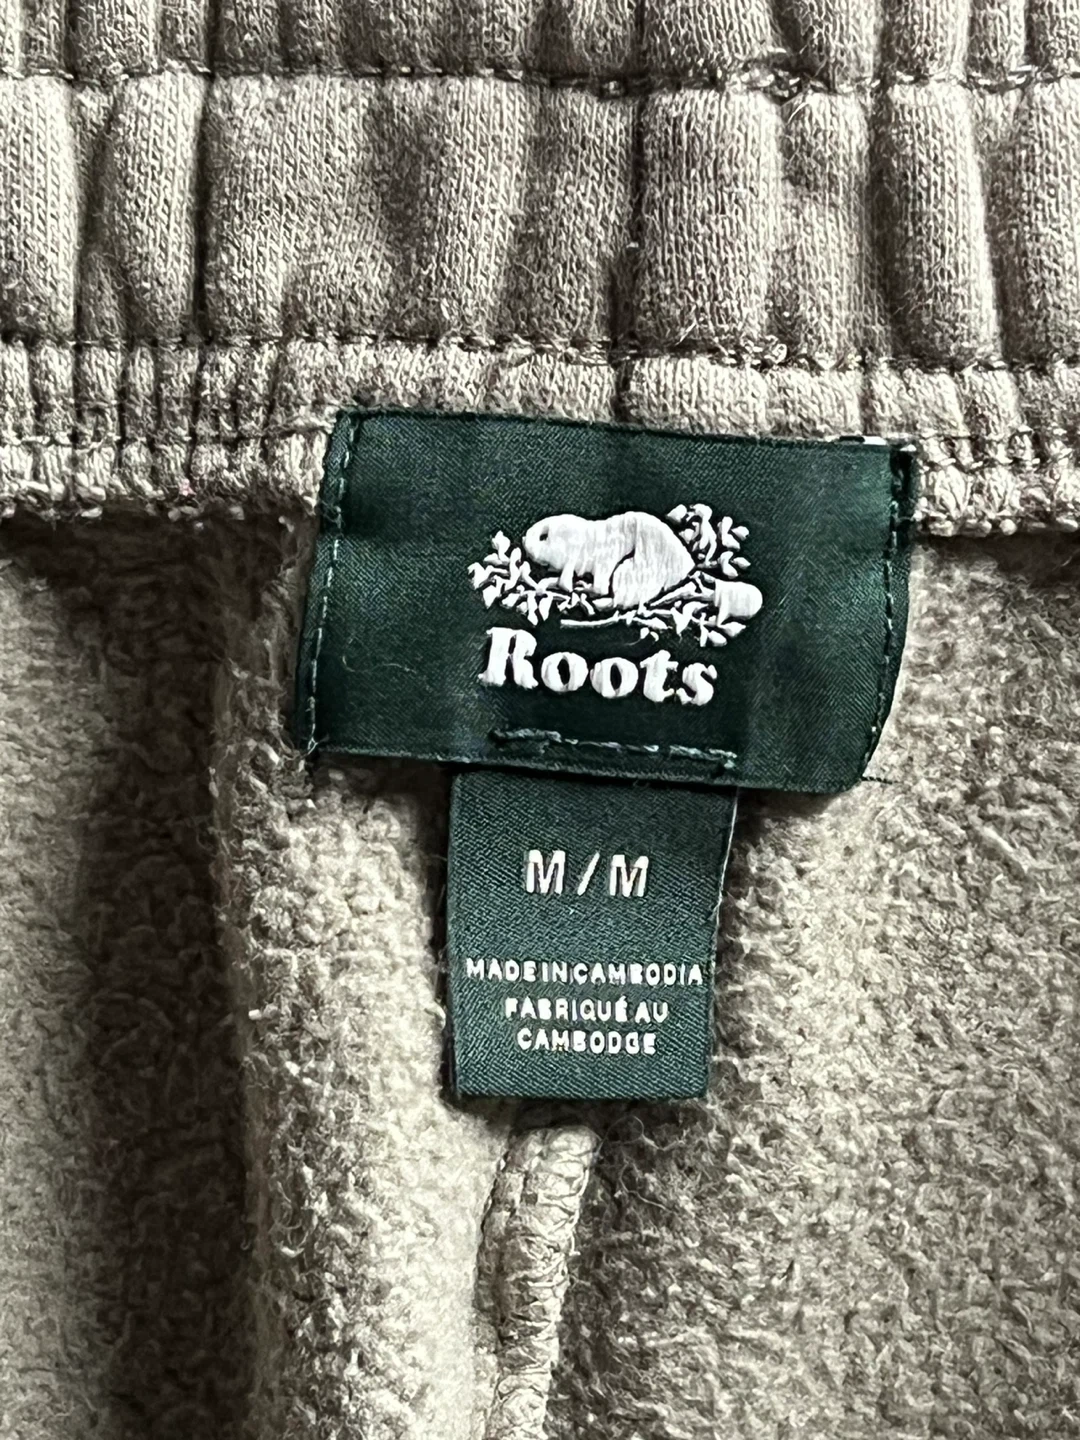 Roots
M/M
MADE IN CAMBODIA
FABRIQUÉ AU
CAMBODGE